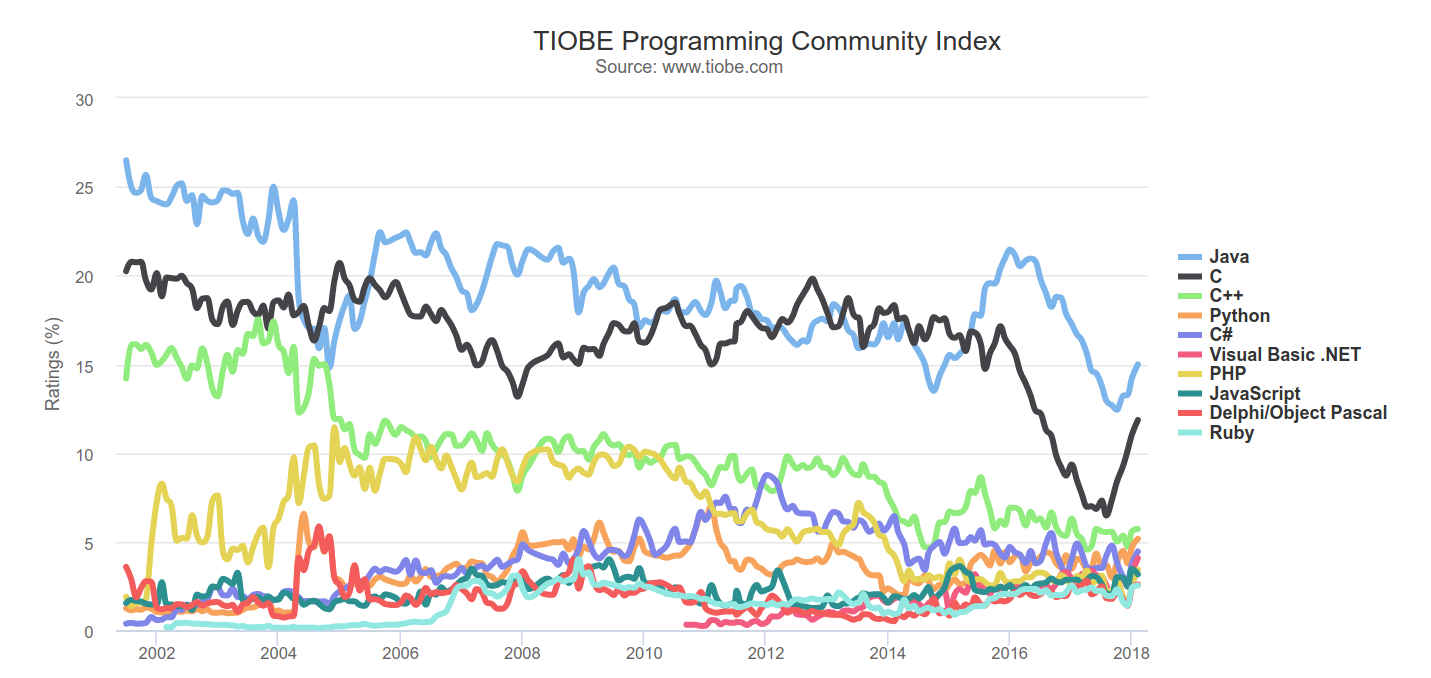 TIOBE Programming Community Index
Source: www.tiobe.com
Ratings (%)
30
25
20
15
10
5
0
2002 2004 2006 2008 2010 2012 2014 2016 2018
Java
C
C++
Python
C#
Visual Basic .NET
PHP
JavaScript
Delphi/Object Pascal
Ruby